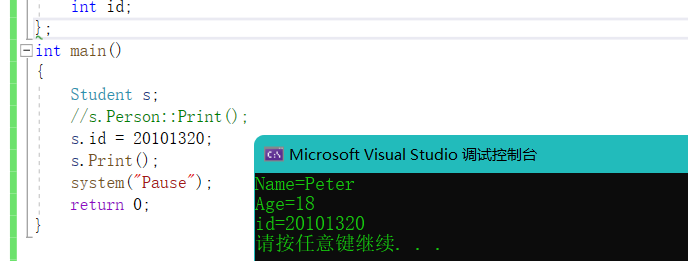 int id;
};
int main()
{
Student s;
//s.Person::Print();
s.id = 20101320;
s.Print();
system("Pause");
return 0;
}
Microsoft Visual Studio 调试控制台
Name=Peter
Age=18
id=20101320
请按任意键继续. . .